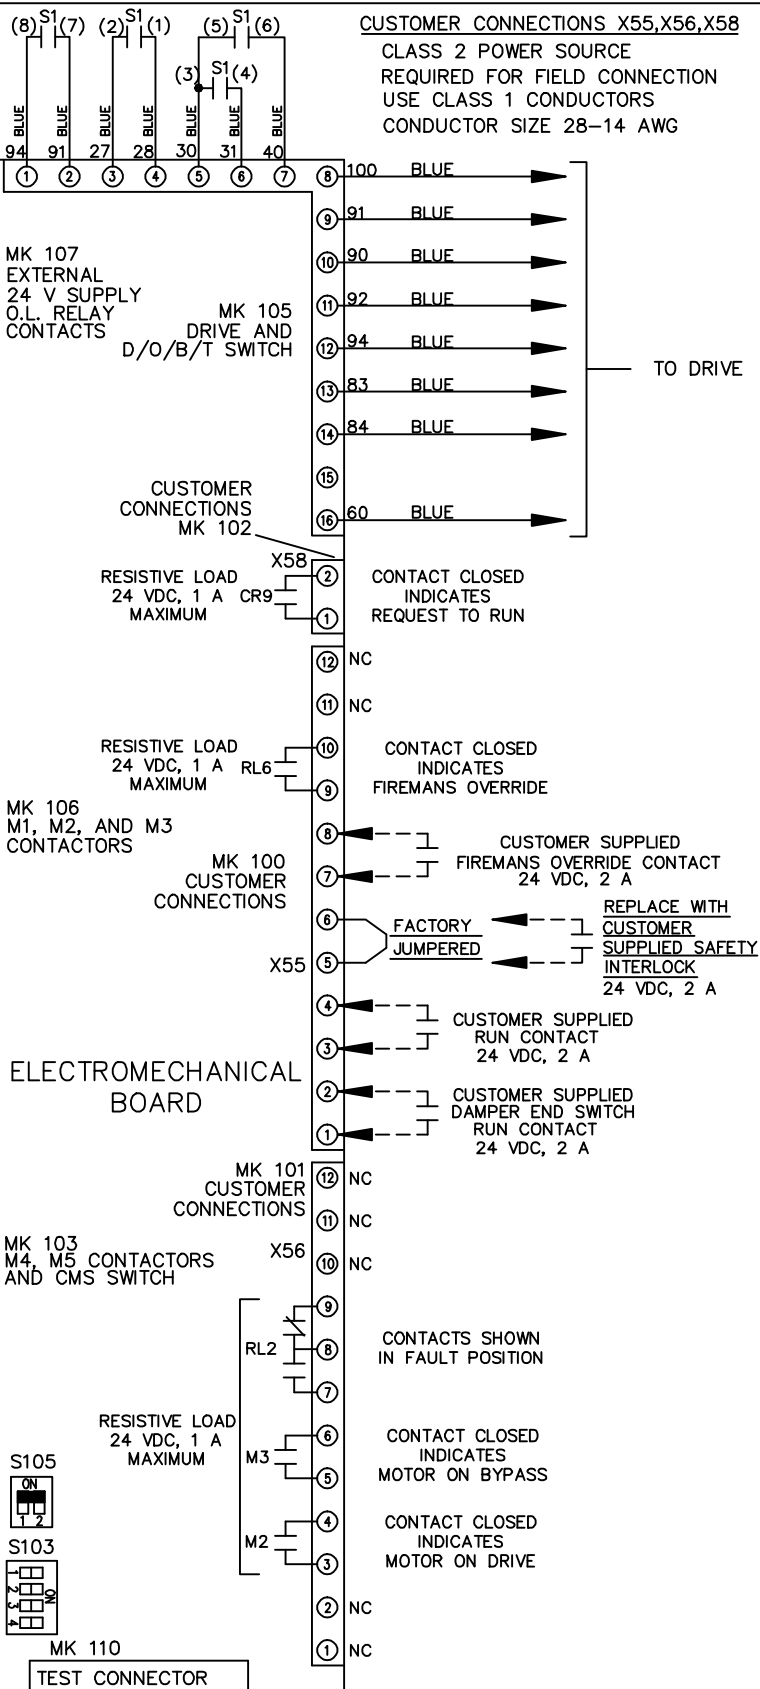 CUSTOMER CONNECTIONS X55,X56,X58
CLASS 2 POWER SOURCE
REQUIRED FOR FIELD CONNECTION
USE CLASS 1 CONDUCTORS
CONDUCTOR SIZE 28–14 AWG
(8) S1 (7)
(2) S1 (1)
(5) S1 (6)
(3) S1 (4)
BLUE BLUE BLUE BLUE BLUE BLUE BLUE
94 91 27 28 30 31 40
1 2 3 4 5 6 7
8 100 BLUE
9 91 BLUE
10 90 BLUE
11 92 BLUE
12 94 BLUE
13 83 BLUE
14 84 BLUE
15
16 60 BLUE
TO DRIVE
MK 107
EXTERNAL
24 V SUPPLY
O.L. RELAY
CONTACTS
MK 105
DRIVE AND
D/O/B/T SWITCH
CUSTOMER
CONNECTIONS
MK 102
X58
2
1
RESISTIVE LOAD
24 VDC, 1 A
MAXIMUM
CR9
CONTACT CLOSED
INDICATES
REQUEST TO RUN
12 NC
11 NC
10
9
RESISTIVE LOAD
24 VDC, 1 A
MAXIMUM
RL6
CONTACT CLOSED
INDICATES
FIREMANS OVERRIDE
MK 106
M1, M2, AND M3
CONTACTORS
MK 100
CUSTOMER
CONNECTIONS
8
7
CUSTOMER SUPPLIED
FIREMANS OVERRIDE CONTACT
24 VDC, 2 A
6
5
X55
FACTORY
JUMPERED
REPLACE WITH
CUSTOMER
SUPPLIED SAFETY
INTERLOCK
24 VDC, 2 A
4
3
CUSTOMER SUPPLIED
RUN CONTACT
24 VDC, 2 A
ELECTROMECHANICAL
BOARD
2
1
CUSTOMER SUPPLIED
DAMPER END SWITCH
RUN CONTACT
24 VDC, 2 A
MK 101
CUSTOMER
CONNECTIONS
X56
12 NC
11 NC
10 NC
MK 103
M4, M5 CONTACTORS
AND CMS SWITCH
9
8
7
RL2
CONTACTS SHOWN
IN FAULT POSITION
RESISTIVE LOAD
24 VDC, 1 A
MAXIMUM
6
5
M3
CONTACT CLOSED
INDICATES
MOTOR ON BYPASS
4
3
M2
CONTACT CLOSED
INDICATES
MOTOR ON DRIVE
2 NC
1 NC
S105
ON
1 2
S103
1
2
3
4
ON
MK 110
TEST CONNECTOR